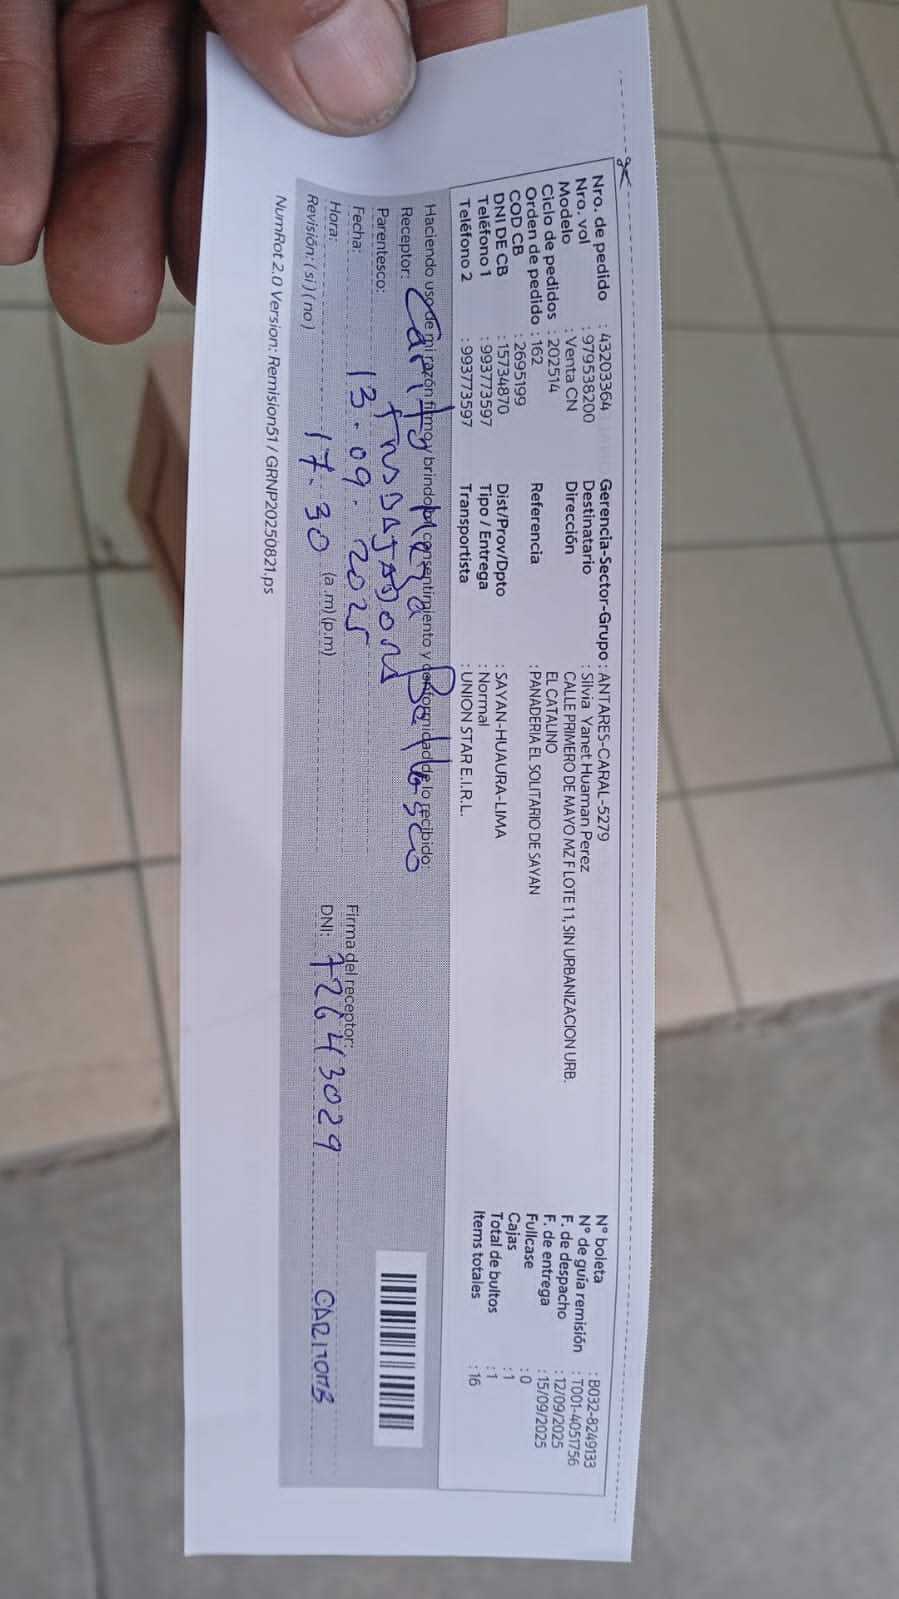 Nro. de pedido : 43203364
Nro. vol : 979538200
Modelo : Venta CN
Ciclo de pedidos : 202514
Orden de pedido : 162
COD CB : 2695199
DNI DE CB : 15734870
Teléfono 1 : 993773597
Teléfono 2 : 993773597
Gerencia-Sector-Grupo : ANTARES-CARAL-5279
Destinatario : Silvia Yanet Huaman Perez
Dirección : CALLE PRIMERO DE MAYO MZ F LOTE 11, SIN URBANIZACION URB.
EL CATALINO
Referencia : PANADERIA EL SOLITARIO DE SAYAN
Dist/Prov/Dpto : SAYAN-HUAURA-LIMA
Tipo / Entrega : Normal
Transportista : UNION STAR E.I.R.L.
N° boleta : B032-8249133
N° de guía remisión : T001-4051756
F. de despacho : 12/09/2025
F. de entrega : 15/09/2025
Fullcase : 0
Cajas : 1
Total de bultos : 1
Items totales : 16
Haciendo uso de mi razón firmo y brindo consentimiento y conformidad de lo recibido:
Receptor: Carito
Parentesco:
Fecha: 13.09.2025
Hora: 17.30 (a.m)(p.m)
Revisión: (si) (no)
Firma del receptor:
DNI: 72643029
NumRot 2.0 Version: Remision51 / GRNP20250821.ps